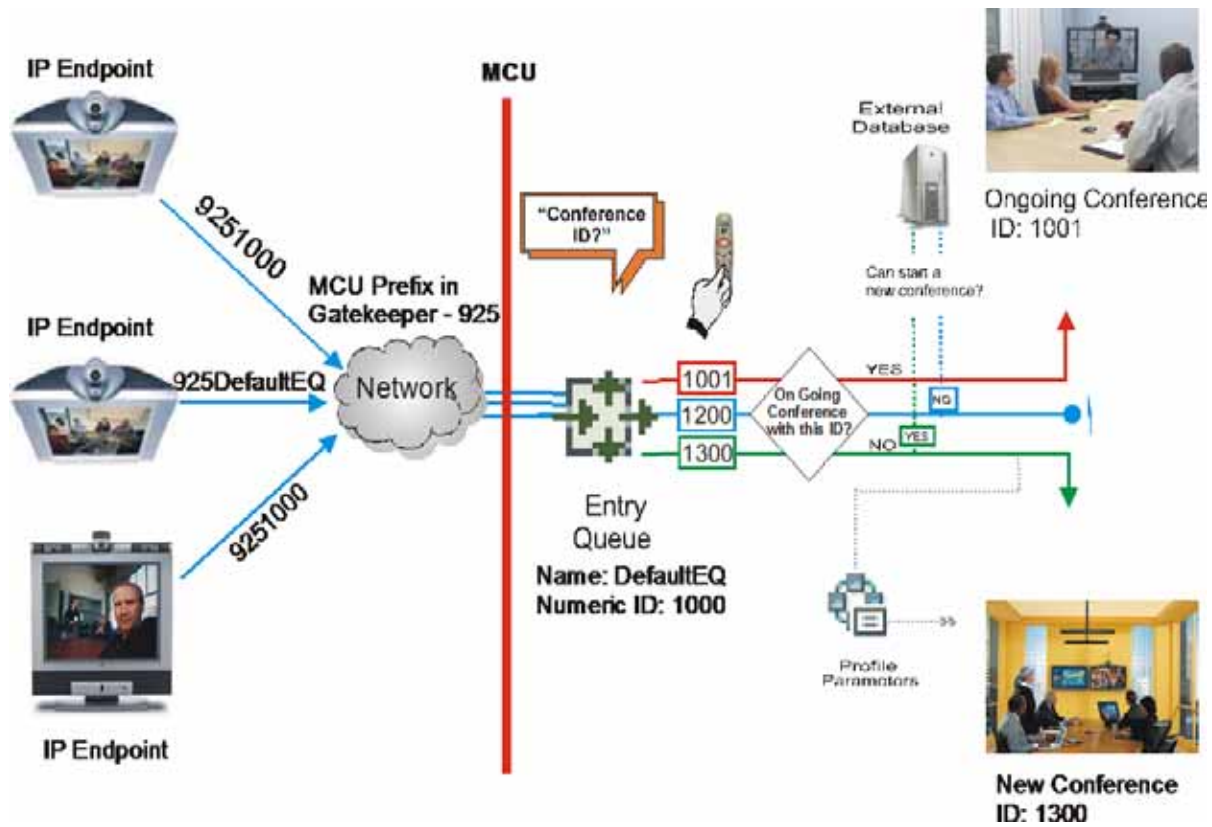 IP Endpoint
MCU
External
Database
Ongoing Conference
ID: 1001
"Conference
ID?"
9251000
MCU Prefix in
Gatekeeper - 925
Can start a
new conference?
IP Endpoint
925DefaultEQ
Network
1001
1200
1300
On Going
Conference
with this ID?
YES
NO
YES
NO
9251000
Entry
Queue
Name: DefaultEQ
Numeric ID: 1000
IP Endpoint
Profile
Paramotors
New Conference
ID: 1300